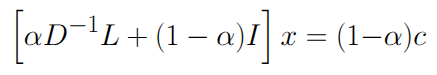 [αD⁻¹L + (1 − α)I] x = (1−α)c